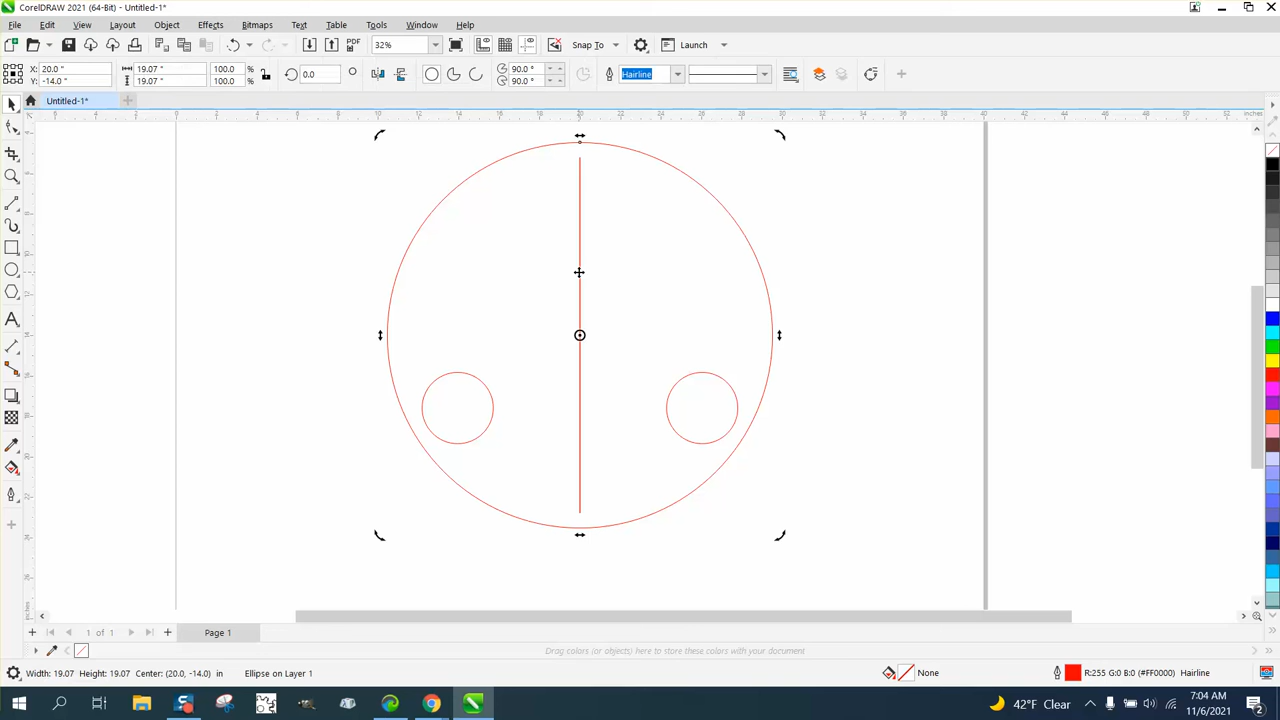 CorelDRAW 2021 (64-Bit) - Untitled-1*
File Edit View Layout Object Effects Bitmaps Text Table Tools Window Help
PDF 32% Snap To Launch
X: 20.0 " 19.07 " 100.0 % 0.0 90.0 ° Hairline
Y: -14.0 " 19.07 " 100.0 % 90.0 °
Untitled-1*
inches
1 of 1 Page 1
Drag colors (or objects) here to store these colors with your document
Width: 19.07 Height: 19.07 Center: (20.0, -14.0) inch Ellipse on Layer 1 None R:255 G:0 B:0 (#FF0000) Hairline
42°F Clear 7:04 AM
11/6/2021 2